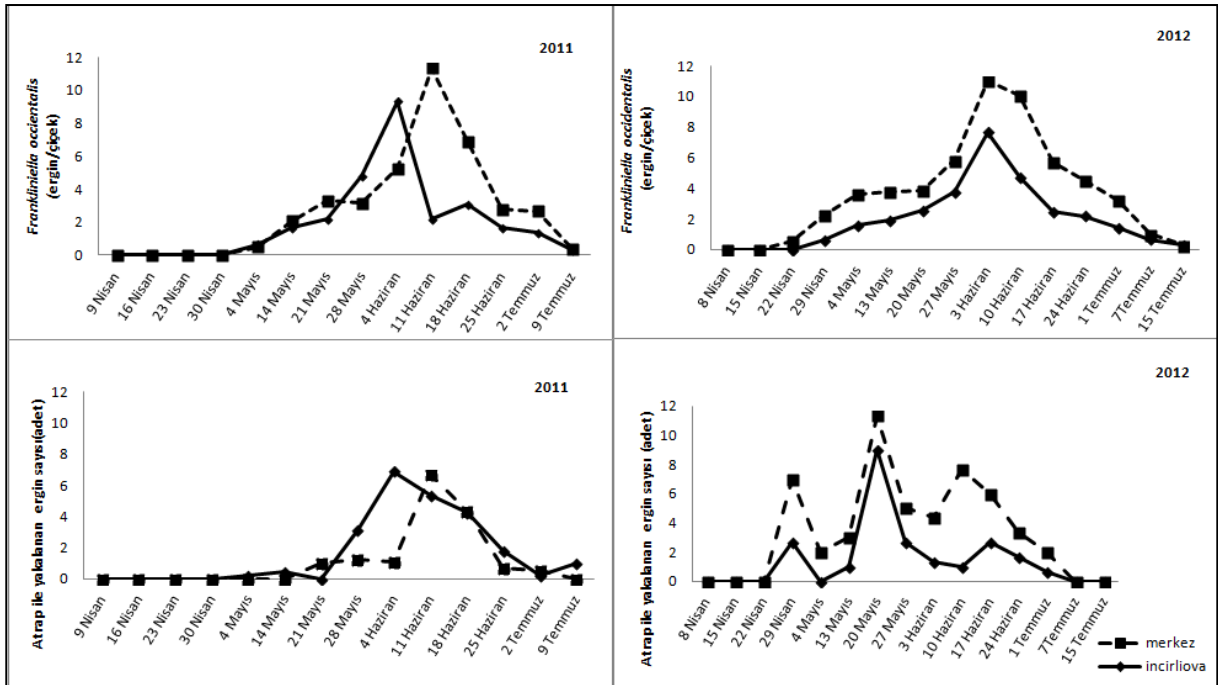 2011
Frankliniella occientalis
(ergin/çiçek)
12
10
8
6
4
2
0
9 Nisan
16 Nisan
23 Nisan
30 Nisan
4 Mayıs
14 Mayıs
21 Mayıs
28 Mayıs
4 Haziran
11 Haziran
18 Haziran
25 Haziran
2 Temmuz
9 Temmuz
2012
Frankliniella occidentalis
(ergin/çiçek)
12
10
8
6
4
2
0
8 Nisan
15 Nisan
22 Nisan
29 Nisan
4 Mayıs
13 Mayıs
20 Mayıs
27 Mayıs
3 Haziran
10 Haziran
17 Haziran
24 Haziran
1 Temmuz
7Temmuz
15 Temmuz
2011
Atrap ile yakalanan ergin sayısı(adet)
12
10
8
6
4
2
0
9 Nisan
16 Nisan
23 Nisan
30 Nisan
4 Mayıs
14 Mayıs
21 Mayıs
28 Mayıs
4 Haziran
11 Haziran
18 Haziran
25 Haziran
2 Temmuz
9 Temmuz
2012
Atrap ile yakalanan ergin sayısı (adet)
12
10
8
6
4
2
0
8 Nisan
15 Nisan
22 Nisan
29 Nisan
4 Mayıs
13 Mayıs
20 Mayıs
27 Mayıs
3 Haziran
10 Haziran
17 Haziran
24 Haziran
1 Temmuz
7Temmuz
15 Temmuz
merkez
incirliova